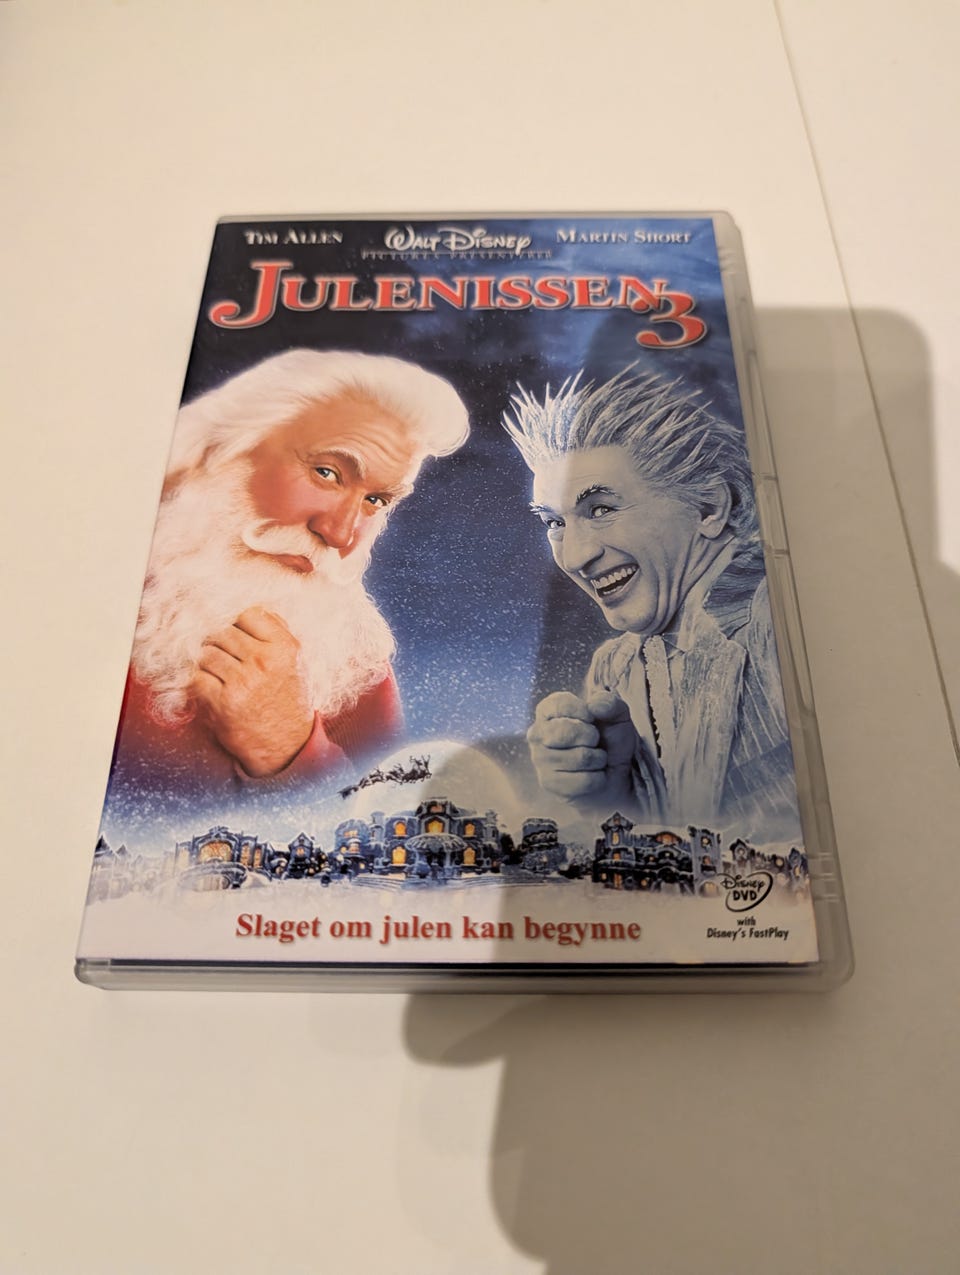 TIM ALLEN
WALT DISNEY
MARTIN SHORT
PICTURES PRESENTERER
JULENISSEN 3
Disney
DVD
with
Disney's FastPlay
Slaget om julen kan begynne